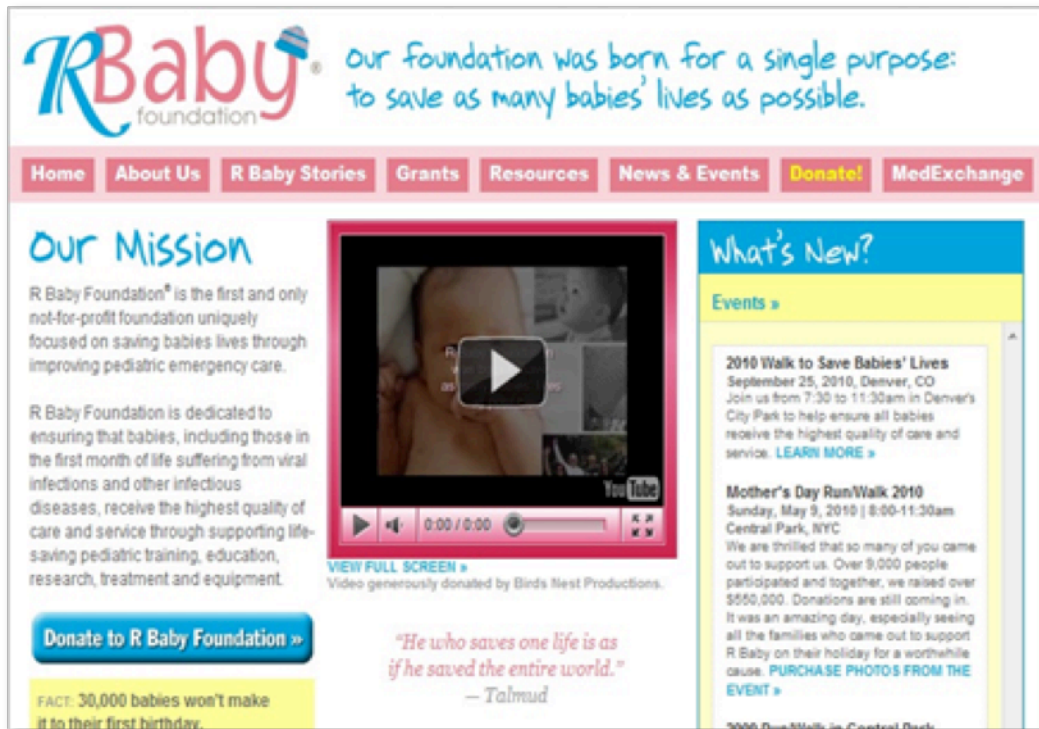 RBaby®
foundation
Our foundation was born for a single purpose:
to save as many babies' lives as possible.
Home About Us R Baby Stories Grants Resources News & Events Donate! MedExchange
Our Mission
R Baby Foundation® is the first and only
not-for-profit foundation uniquely
focused on saving babies lives through
improving pediatric emergency care.
R Baby Foundation is dedicated to
ensuring that babies, including those in
the first month of life suffering from viral
infections and other infectious
diseases, receive the highest quality of
care and service through supporting life-
saving pediatric training, education,
research, treatment and equipment.
Donate to R Baby Foundation »
FACT: 30,000 babies won't make
it to their first birthday.
YouTube
0:00 / 0:00
VIEW FULL SCREEN »
Video generously donated by Birds Nest Productions.
"He who saves one life is as
if he saved the entire world."
— Talmud
What's New?
Events »
2010 Walk to Save Babies' Lives
September 25, 2010, Denver, CO
Join us from 7:30 to 11:30am in Denver's
City Park to help ensure all babies
receive the highest quality of care and
service. LEARN MORE »
Mother's Day Run/Walk 2010
Sunday, May 9, 2010 | 8:00-11:30am
Central Park, NYC
We are thrilled that so many of you came
out to support us. Over 9,000 people
participated and together, we raised over
$550,000. Donations are still coming in.
It was an amazing day, especially seeing
all the families who came out to support
R Baby on their holiday for a worthwhile
cause. PURCHASE PHOTOS FROM THE
EVENT »
2009 Run/Walk in Central Park